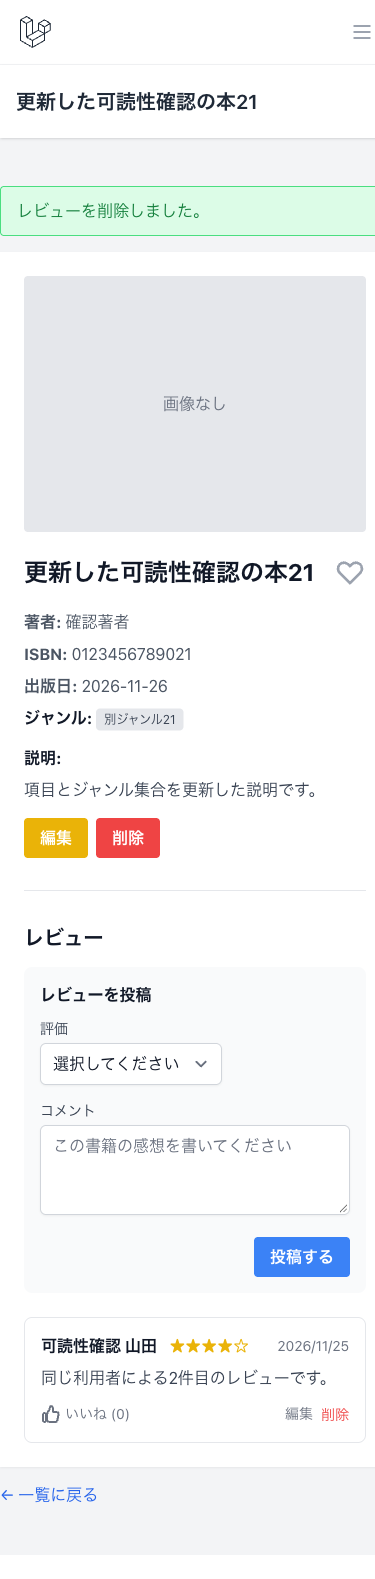 更新した可読性確認の本21
レビューを削除しました。
画像なし
更新した可読性確認の本21
著者: 確認著者
ISBN: 0123456789021
出版日: 2026-11-26
ジャンル: 別ジャンル21
説明:
項目とジャンル集合を更新した説明です。
編集 削除
レビュー
レビューを投稿
評価
選択してください
コメント
この書籍の感想を書いてください
投稿する
可読性確認 山田 ★★★★☆ 2026/11/25
同じ利用者による2件目のレビューです。
いいね (0) 編集 削除
← 一覧に戻る